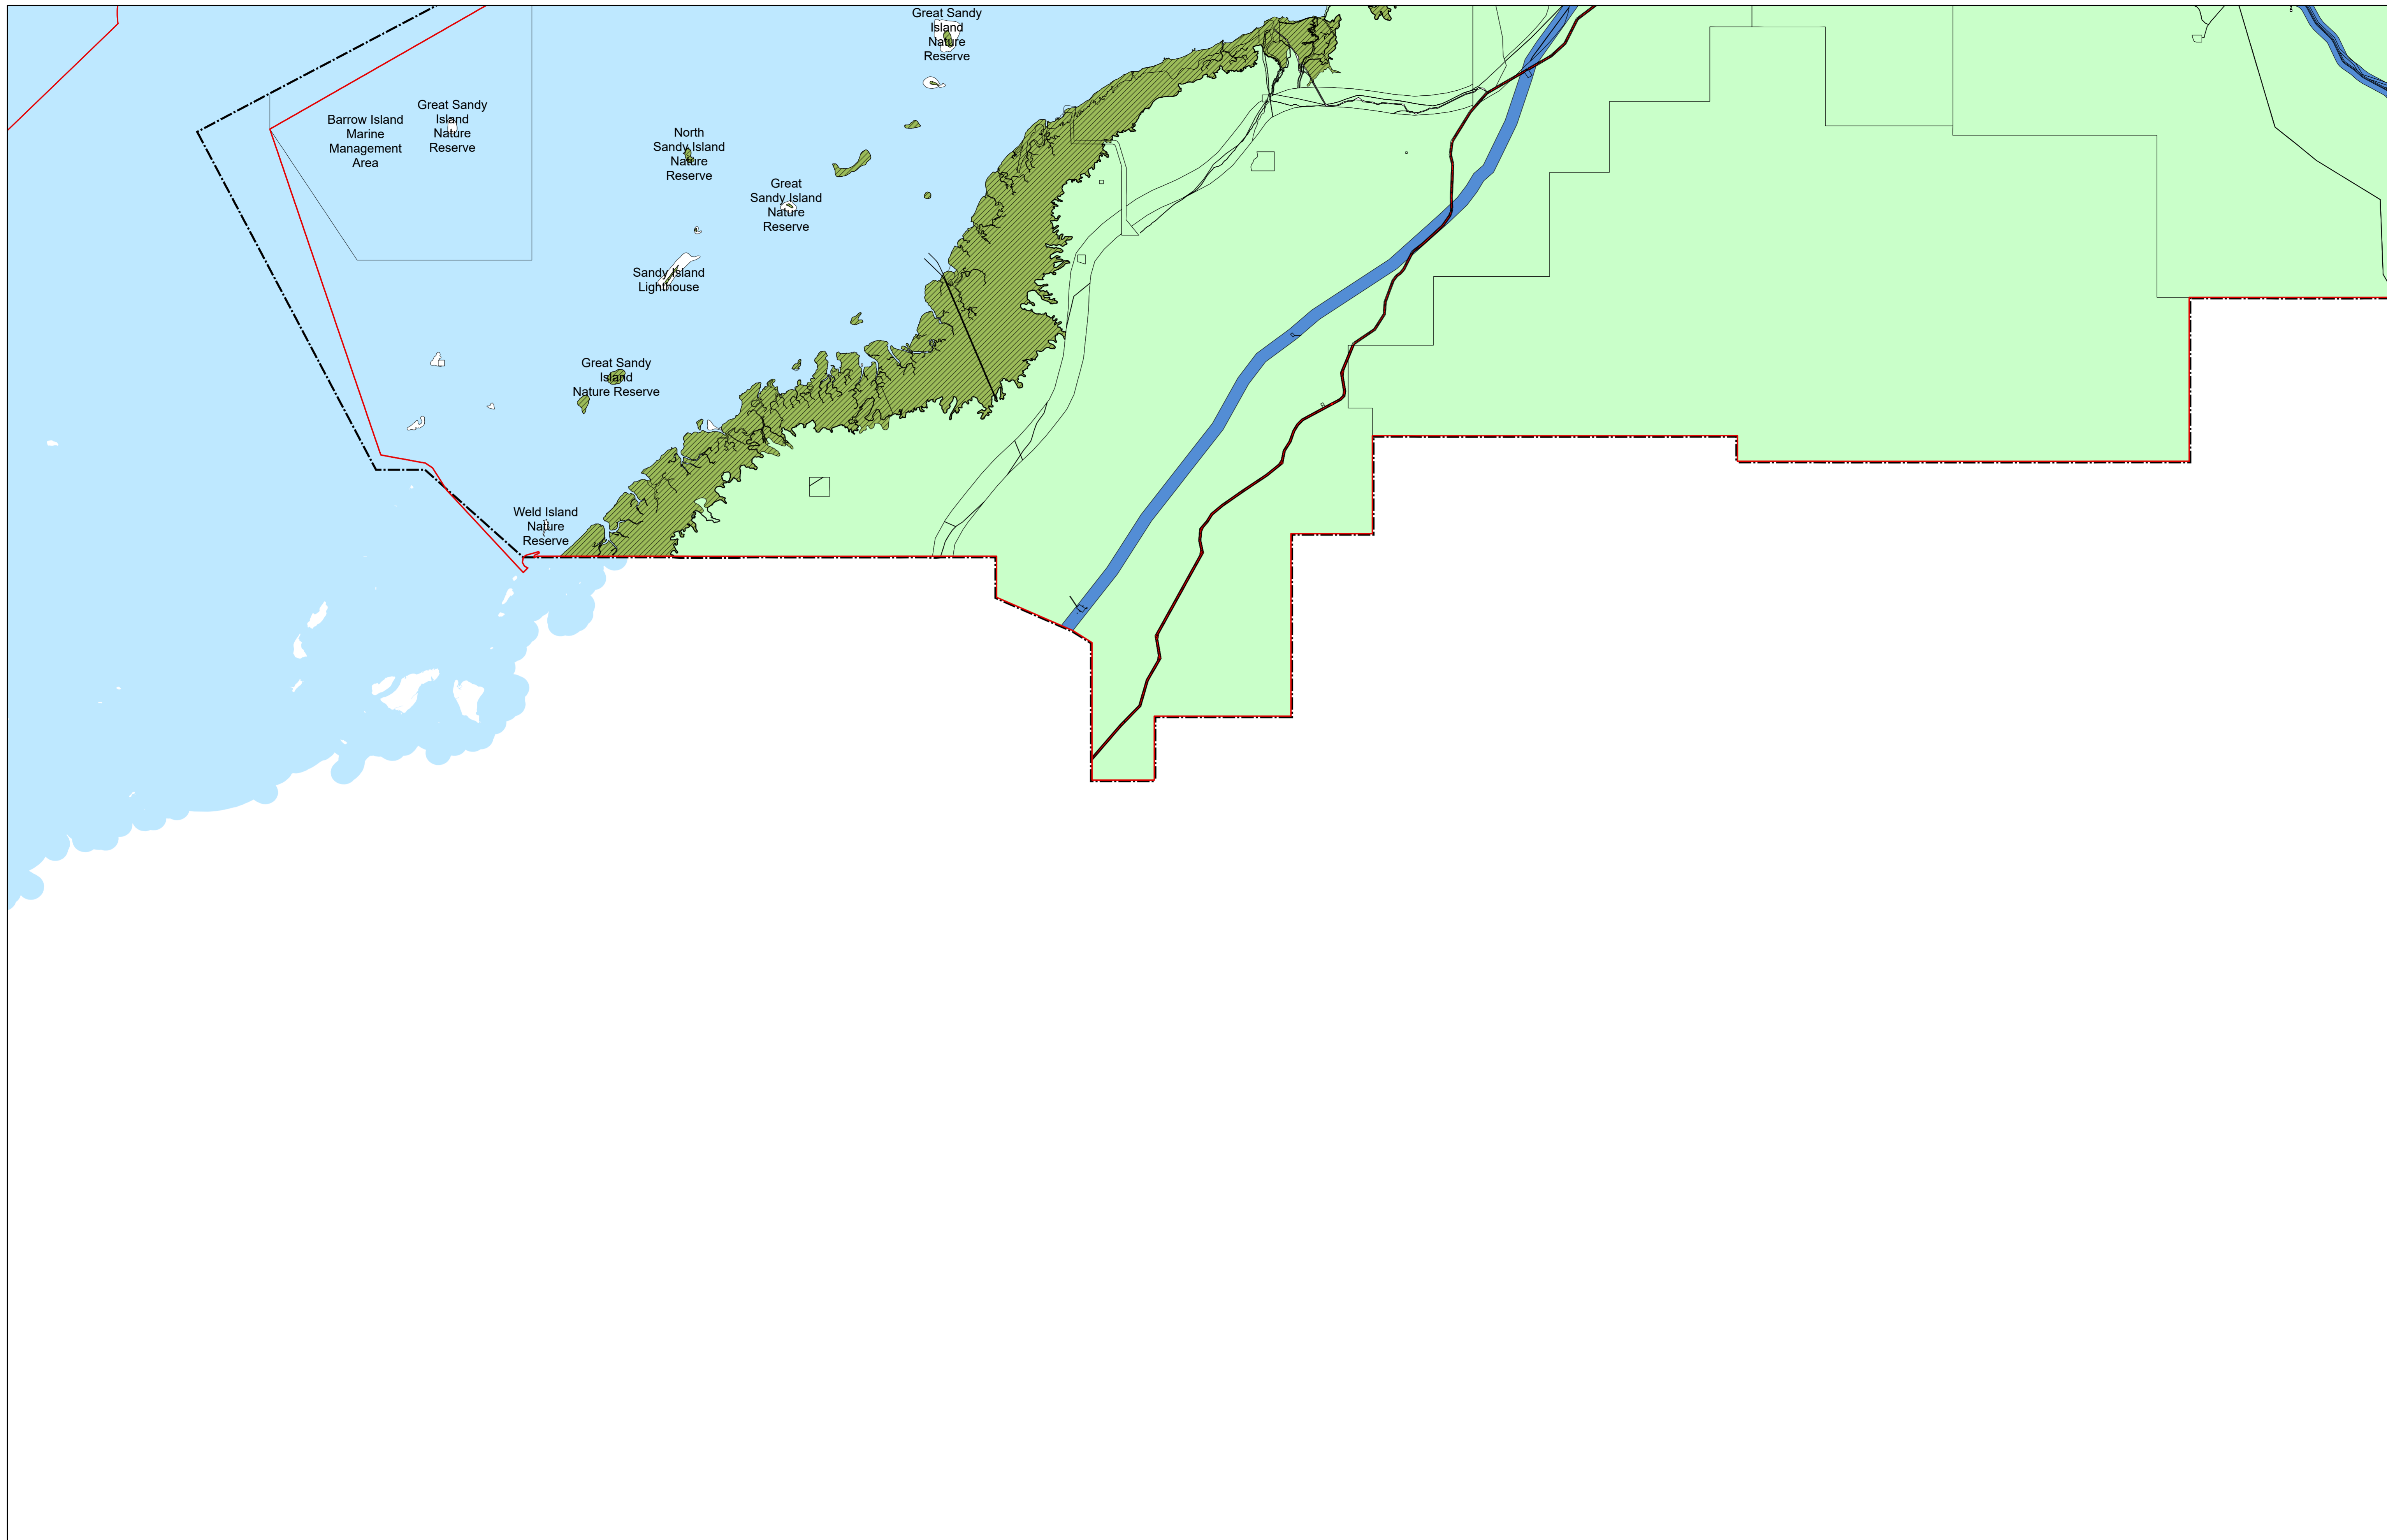 Great Sandy
Island
Nature
Reserve
Barrow Island
Marine
Management
Area
Great Sandy
Island
Nature
Reserve
North
Sandy Island
Nature
Reserve
Great
Sandy Island
Nature
Reserve
Sandy Island
Lighthouse
Great Sandy
Island
Nature Reserve
Weld Island
Nature
Reserve